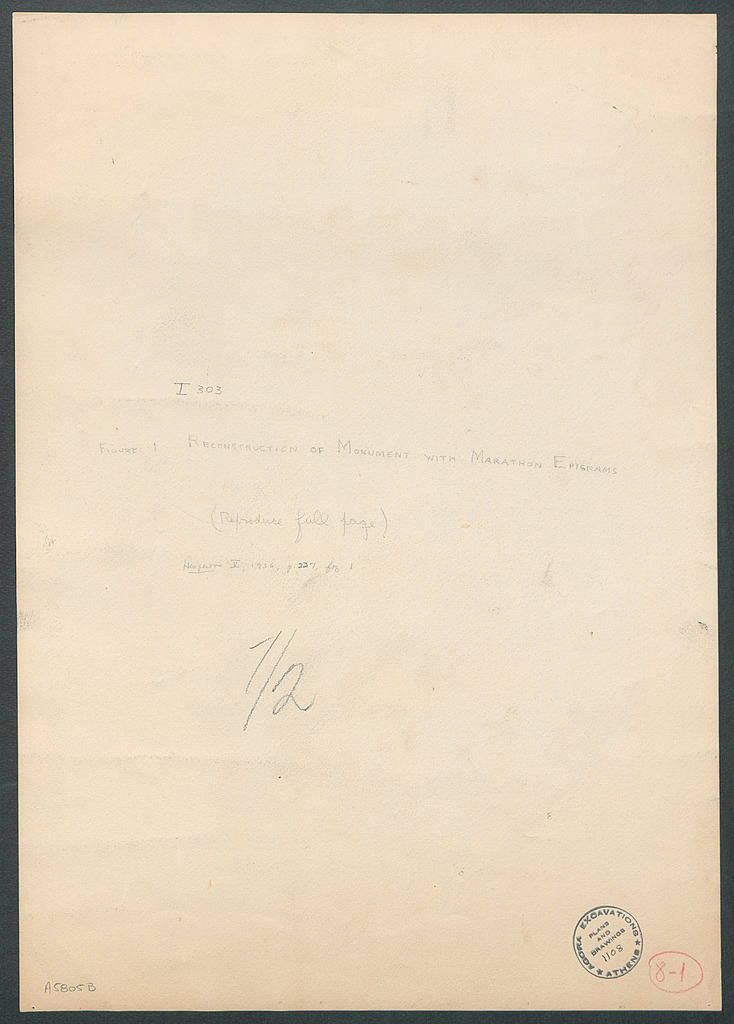 I 303
FIGURE 1 RECONSTRUCTION OF MONUMENT WITH MARATHON EPIGRAMS
(Reproduce full page)
Hesperia V, 1936, p. 227, fig 1
1/2
AGORA EXCAVATIONS ★ ATHENS ★
PLANS
AND
DRAWINGS
1108
8-1
A5805B